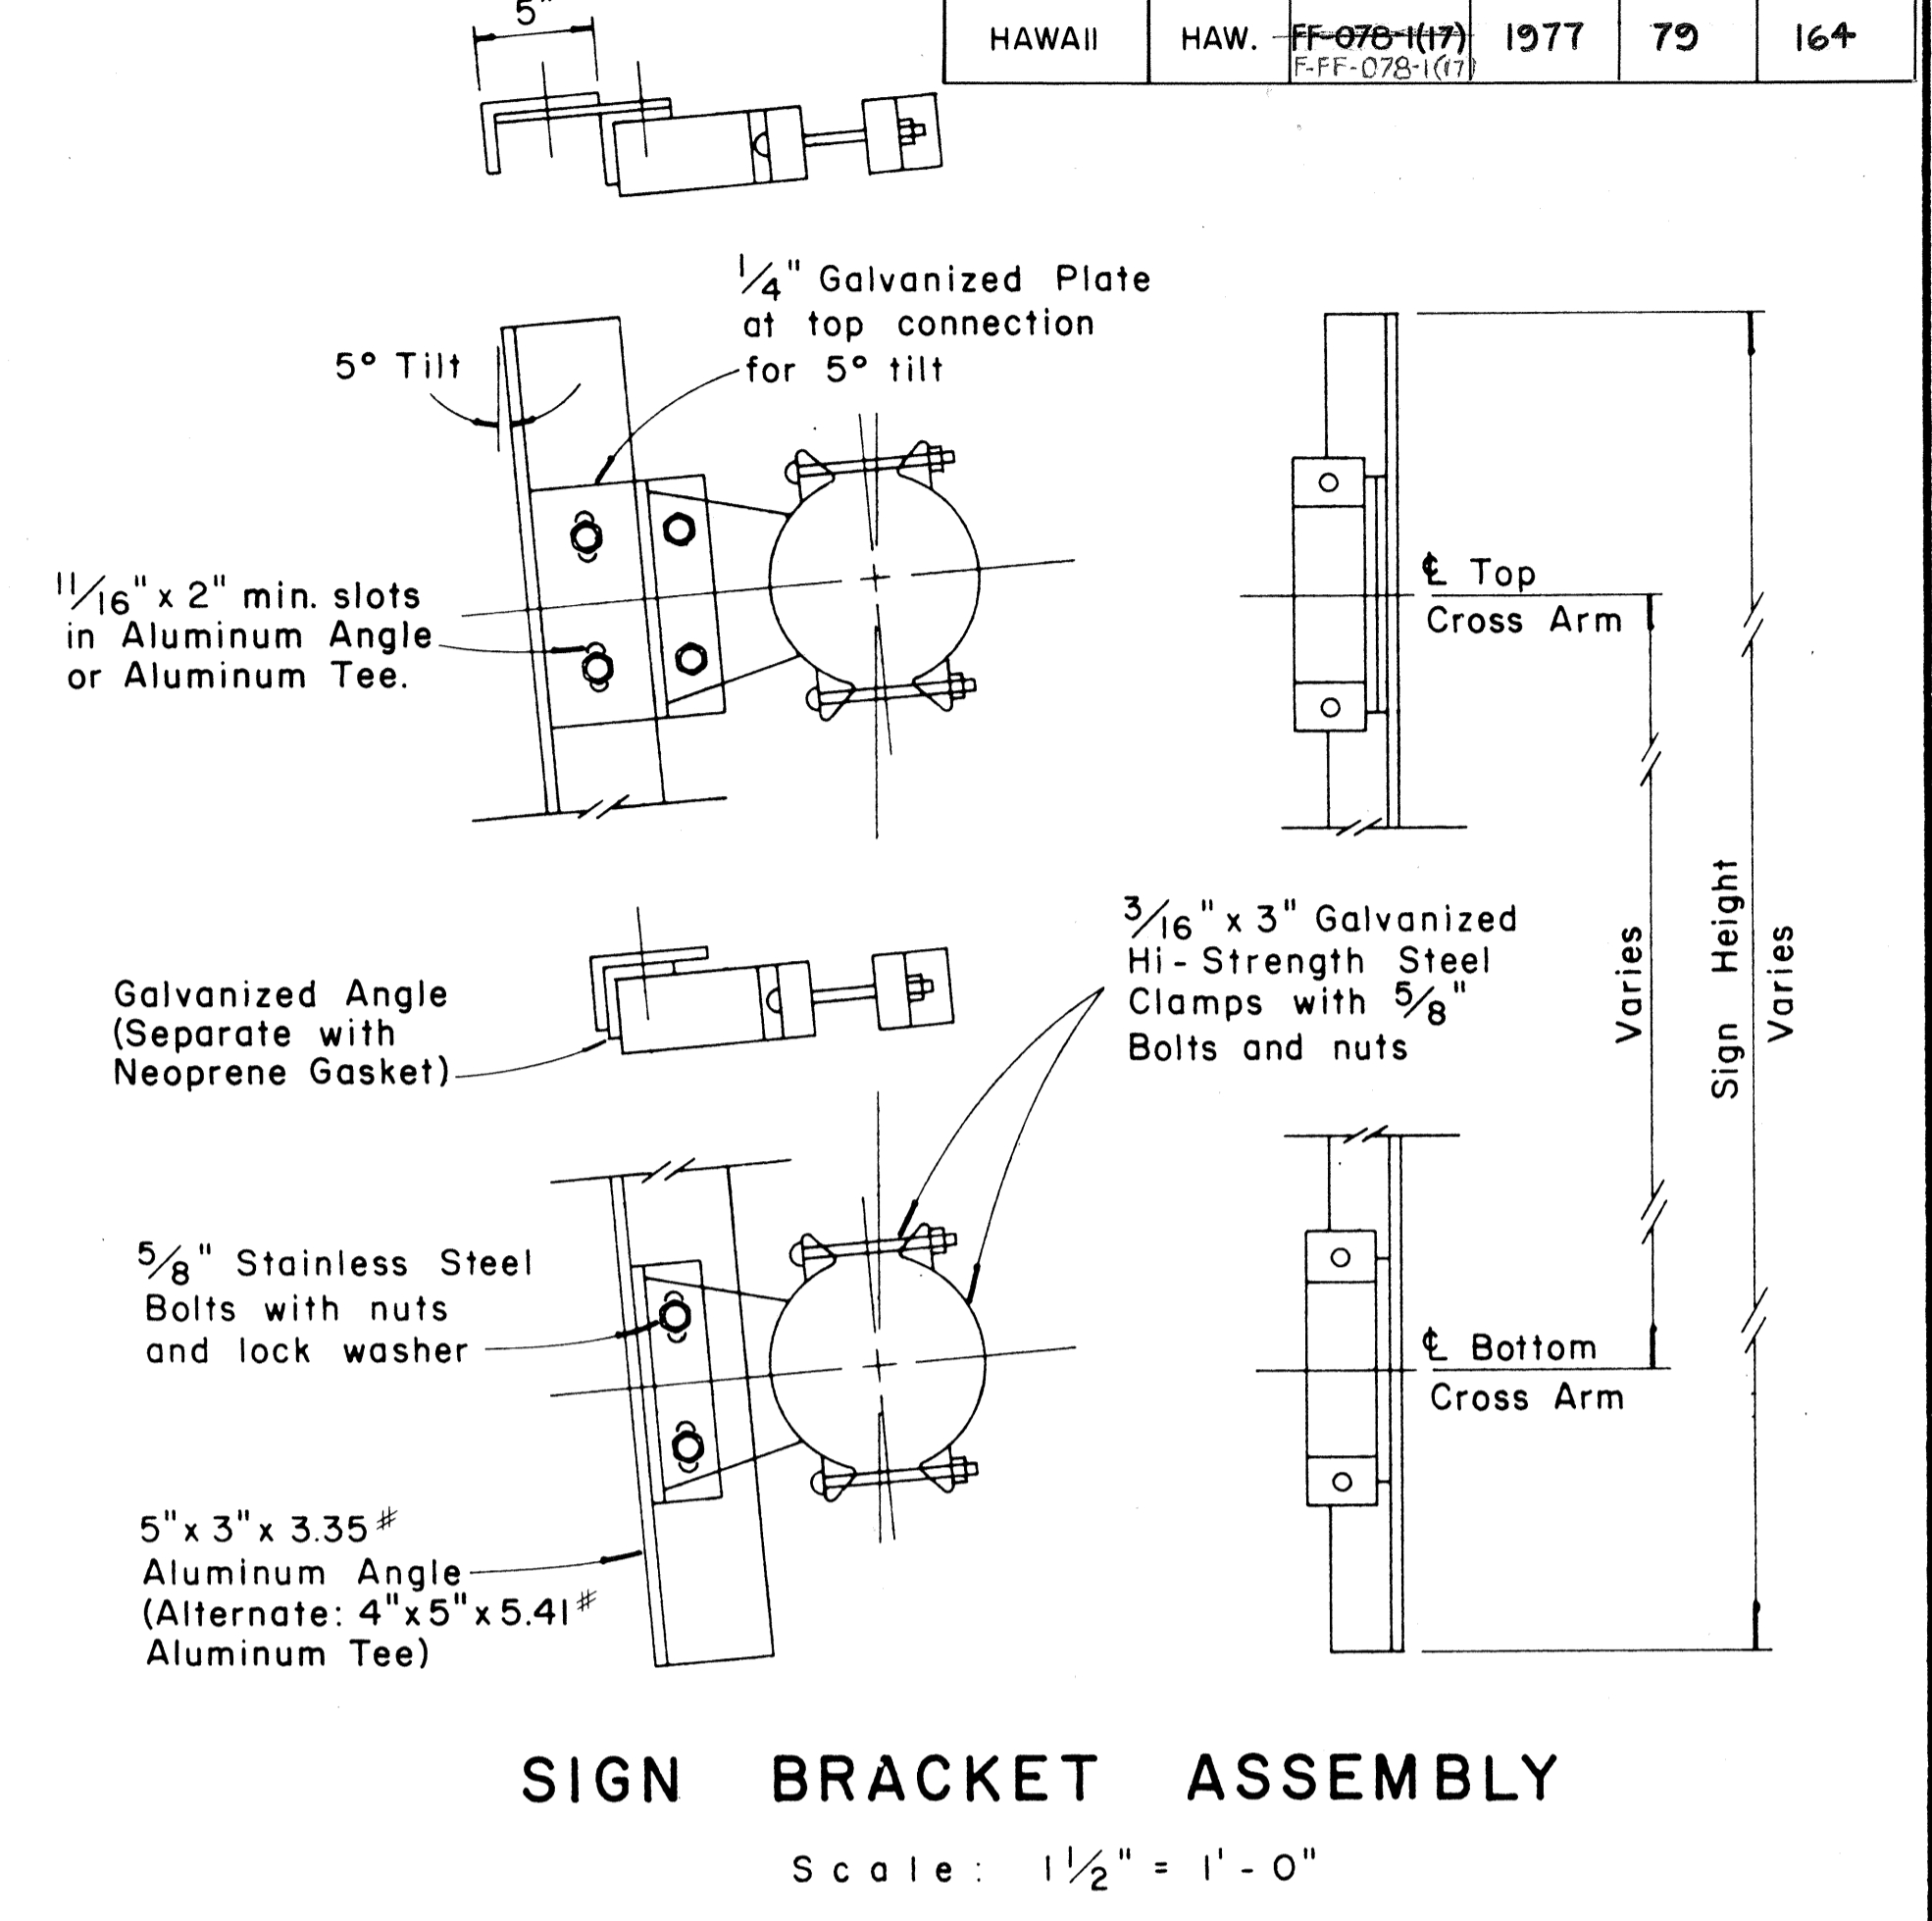 5"
HAWAII HAW. FF-078-1(17) 1977 79 164
F-FF-078-1(17)
1/4" Galvanized Plate
at top connection
for 5° tilt
5° Tilt
11/16" x 2" min. slots
in Aluminum Angle
or Aluminum Tee.
℄ Top
Cross Arm
Galvanized Angle
(Separate with
Neoprene Gasket)
3/16" x 3" Galvanized
Hi-Strength Steel
Clamps with 5/8"
Bolts and nuts
Varies
Sign Height
Varies
5/8" Stainless Steel
Bolts with nuts
and lock washer
℄ Bottom
Cross Arm
5" x 3" x 3.35#
Aluminum Angle
(Alternate: 4" x 5" x 5.41#
Aluminum Tee)
SIGN BRACKET ASSEMBLY
Scale: 1 1/2" = 1'-0"